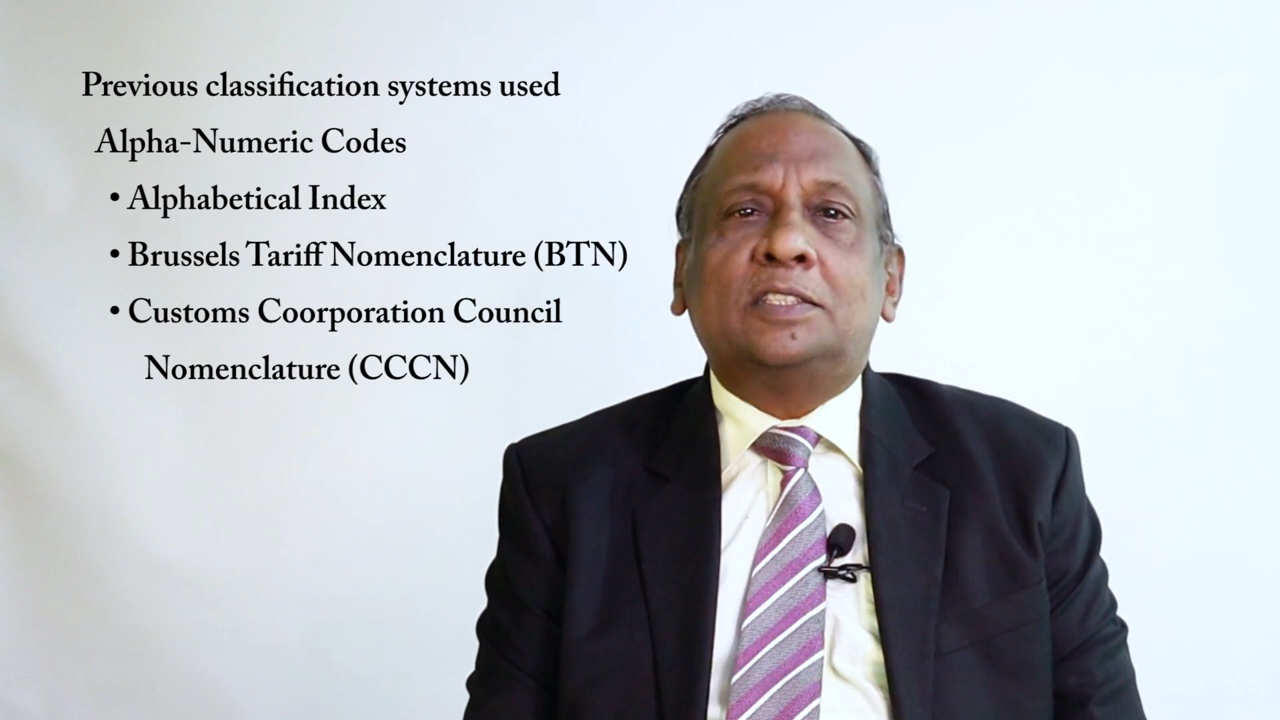 Previous classification systems used
Alpha-Numeric Codes
• Alphabetical Index
• Brussels Tariff Nomenclature (BTN)
• Customs Coorporation Council
Nomenclature (CCCN)